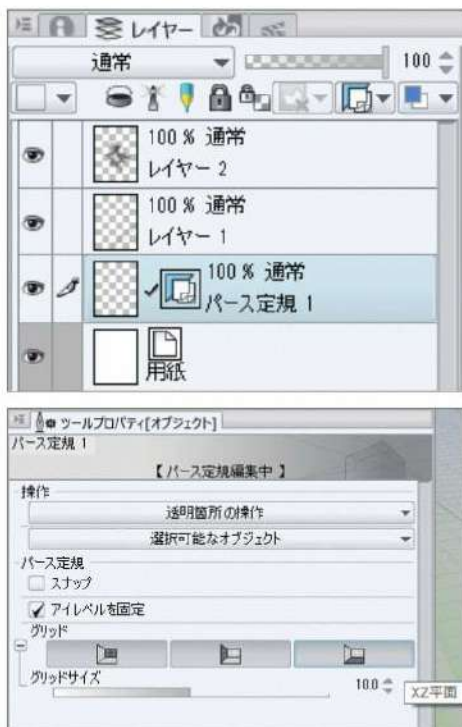 レイヤー
通常 100
100 % 通常
レイヤー 2
100 % 通常
レイヤー 1
100 % 通常
パース定規 1
用紙
ツールプロパティ[オブジェクト]
パース定規 1
【パース定規編集中】
操作
透明箇所の操作
選択可能なオブジェクト
パース定規
スナップ
アイレベルを固定
グリッド
グリッドサイズ 10.0
XZ平面